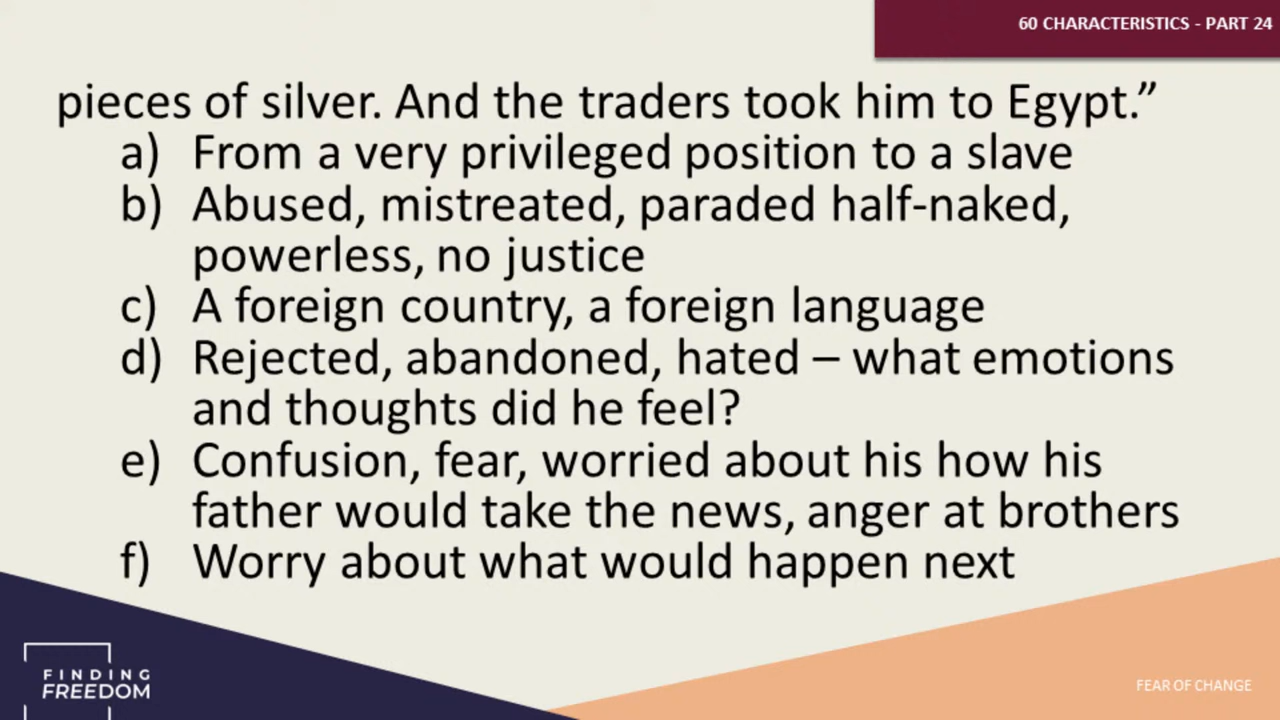 60 CHARACTERISTICS - PART 24
pieces of silver. And the traders took him to Egypt.”
a) From a very privileged position to a slave
b) Abused, mistreated, paraded half-naked,
powerless, no justice
c) A foreign country, a foreign language
d) Rejected, abandoned, hated – what emotions
and thoughts did he feel?
e) Confusion, fear, worried about his how his
father would take the news, anger at brothers
f) Worry about what would happen next
FINDING
FREEDOM
FEAR OF CHANGE